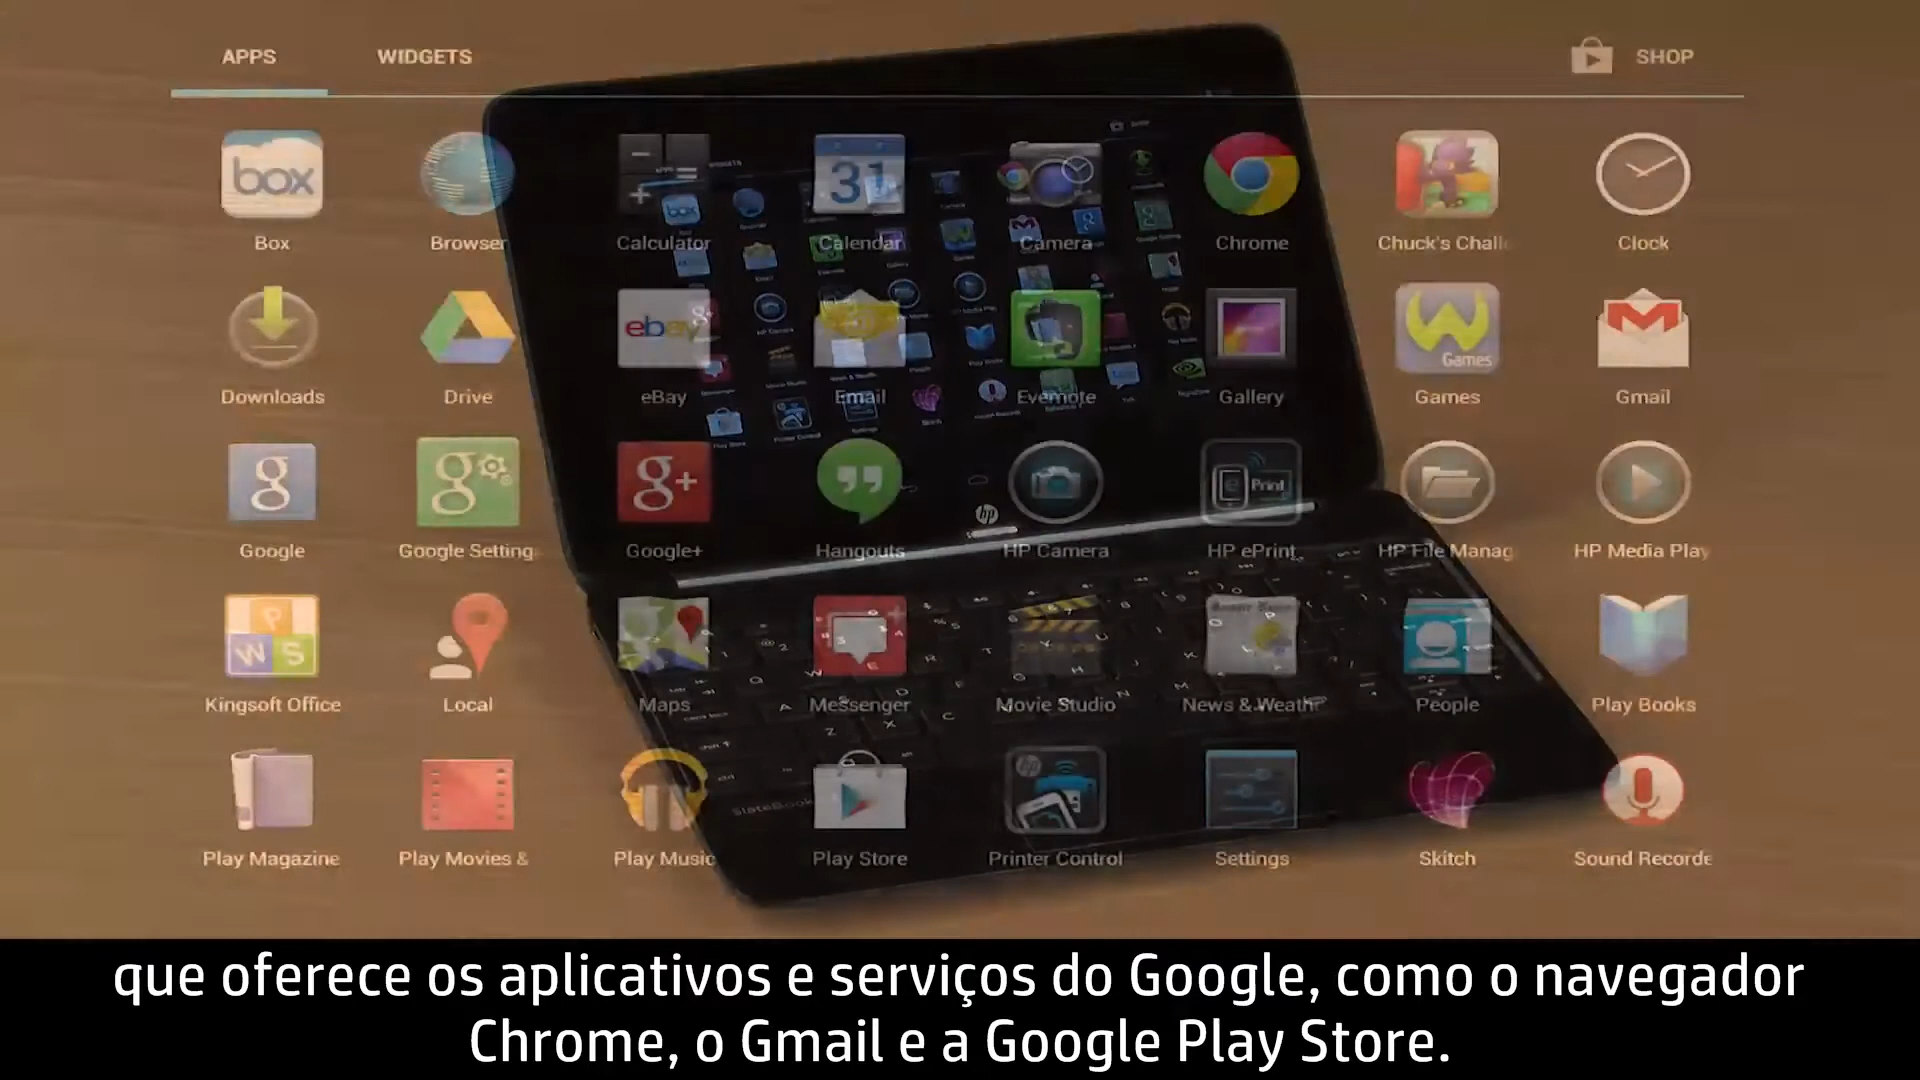 APPS WIDGETS SHOP
Box Browser Calculator Calendar Camera Chrome Chuck's Chall Clock
Downloads Drive eBay Email Evernote Gallery Games Gmail
Google Google Setting Google+ Hangouts HP Camera HP ePrint HP File Manag HP Media Play
Kingsoft Office Local Maps Messenger Movie Studio News & Weath People Play Books
Play Magazine Play Movies & Play Music Play Store Printer Control Settings Skitch Sound Recorde
que oferece os aplicativos e serviços do Google, como o navegador
Chrome, o Gmail e a Google Play Store.